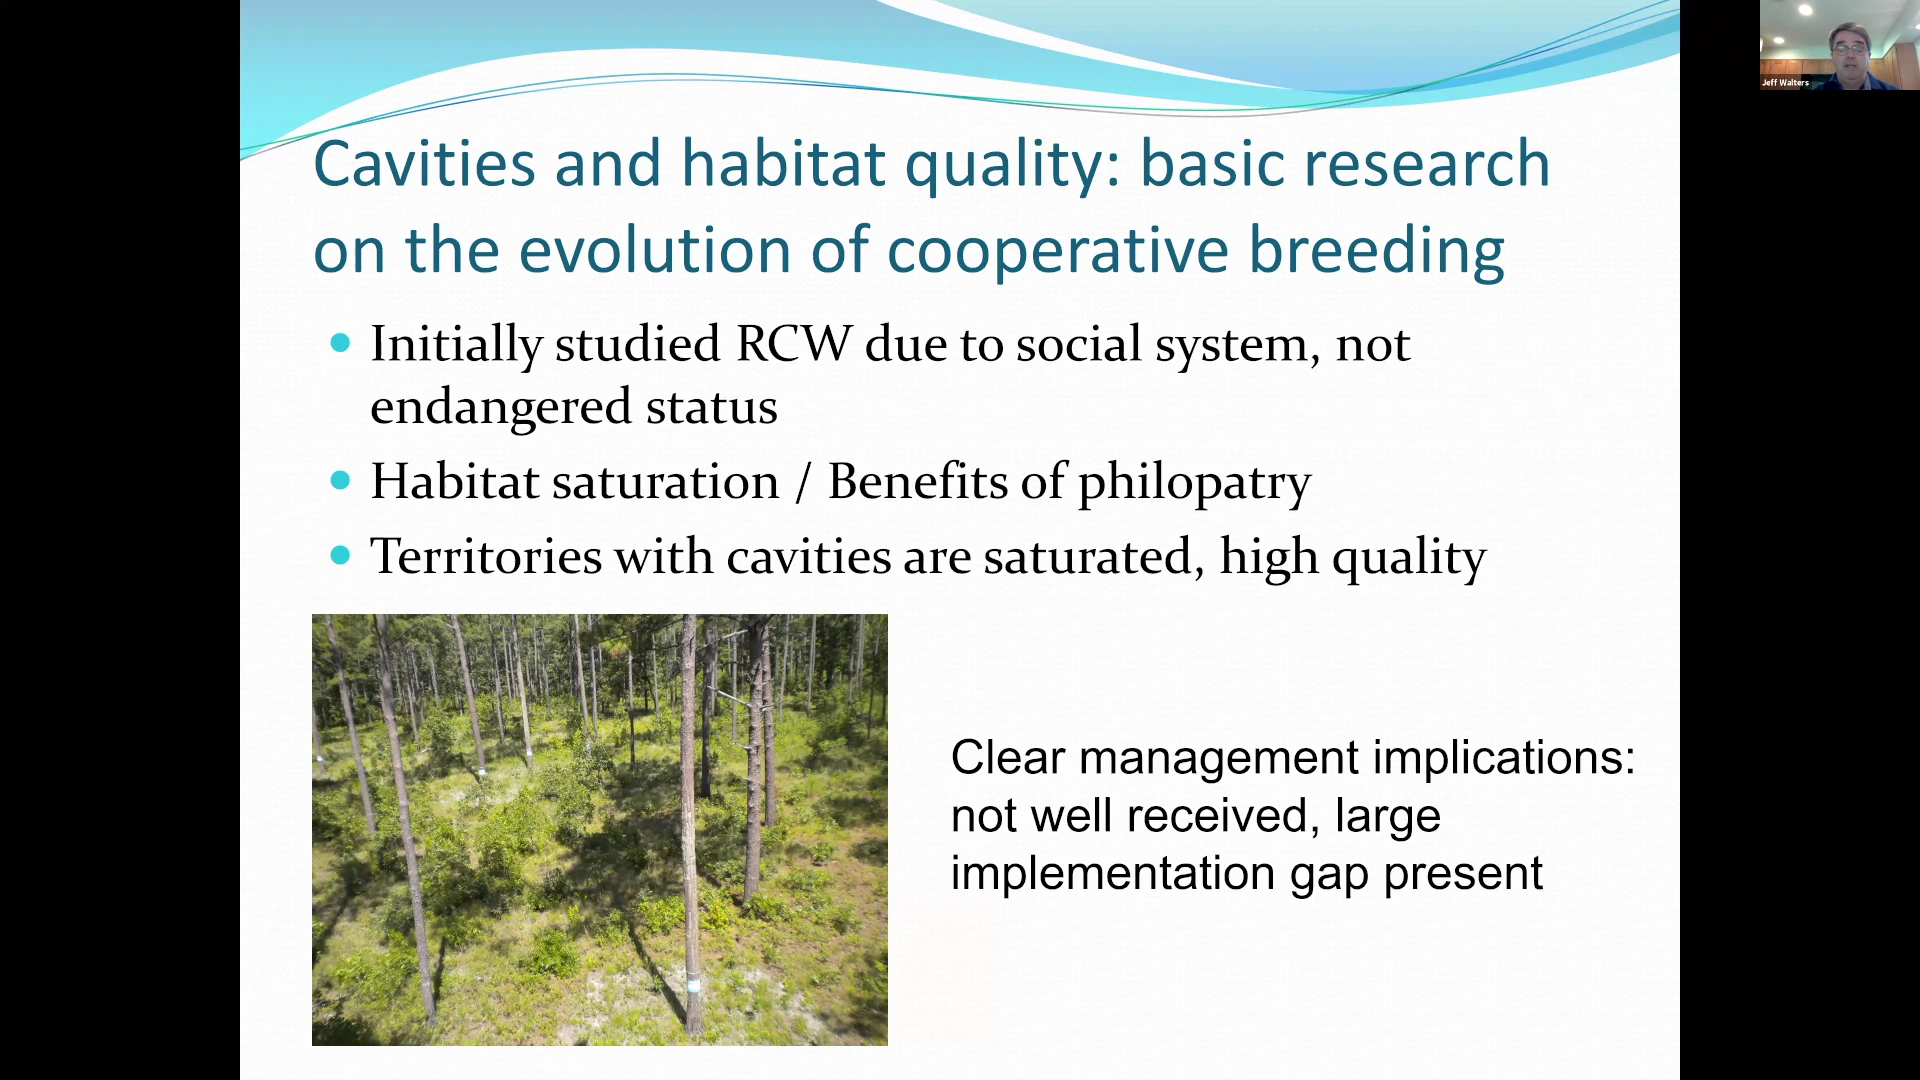 Jeff Walters
Cavities and habitat quality: basic research
on the evolution of cooperative breeding
Initially studied RCW due to social system, not
endangered status
Habitat saturation / Benefits of philopatry
Territories with cavities are saturated, high quality
Clear management implications:
not well received, large
implementation gap present